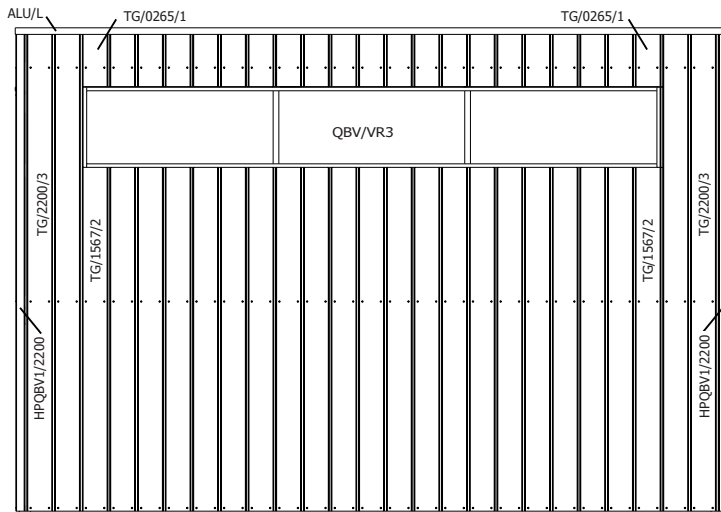 ALU/L
TG/0265/1
TG/0265/1
QBV/VR3
TG/2200/3
TG/1567/2
TG/1567/2
TG/2200/3
HPQBV1/2200
HPQBV1/2200